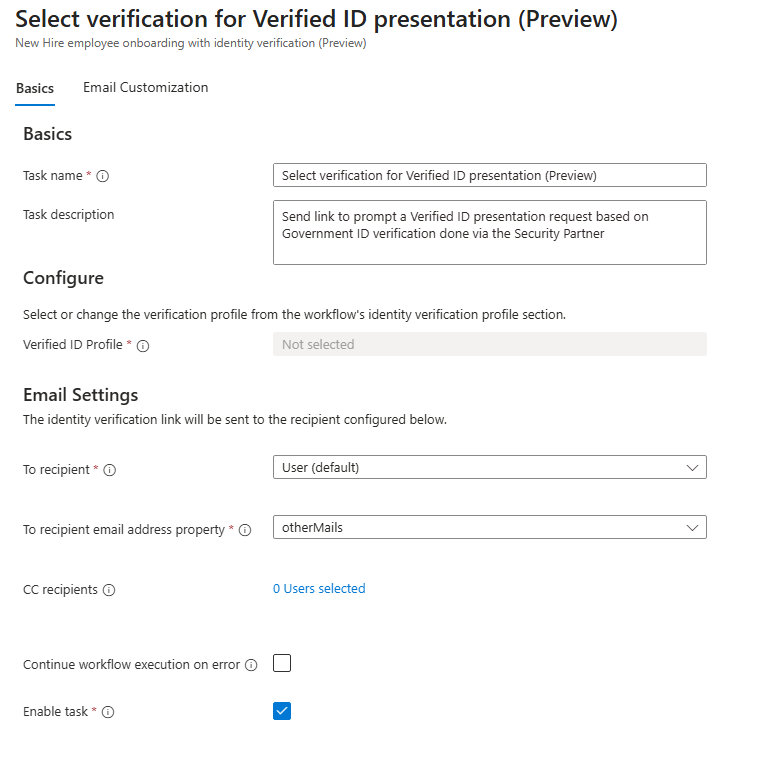 Select verification for Verified ID presentation (Preview)
New Hire employee onboarding with identity verification (Preview)
Basics
Email Customization
Basics
Task name *
Select verification for Verified ID presentation (Preview)
Task description
Send link to prompt a Verified ID presentation request based on
Government ID verification done via the Security Partner
Configure
Select or change the verification profile from the workflow's identity verification profile section.
Verified ID Profile *
Not selected
Email Settings
The identity verification link will be sent to the recipient configured below.
To recipient *
User (default)
To recipient email address property *
otherMails
CC recipients
0 Users selected
Continue workflow execution on error
Enable task *